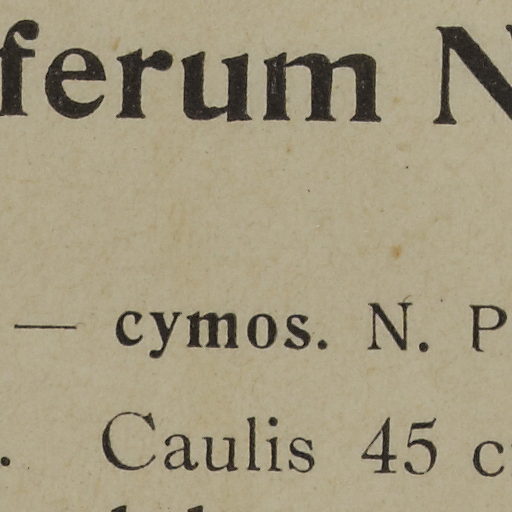 ferum N
— cymos. N. P
. Caulis 45 c